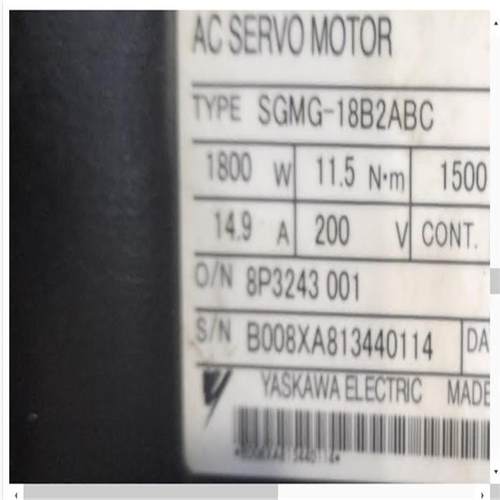 AC SERVO MOTOR
TYPE SGMG-18B2ABC
1800 W 11.5 N·m 1500
14.9 A 200 V CONT.
O/N 8P3243 001
S/N B008XA813440114 DA
YASKAWA ELECTRIC MADE
*B008XA813440114*